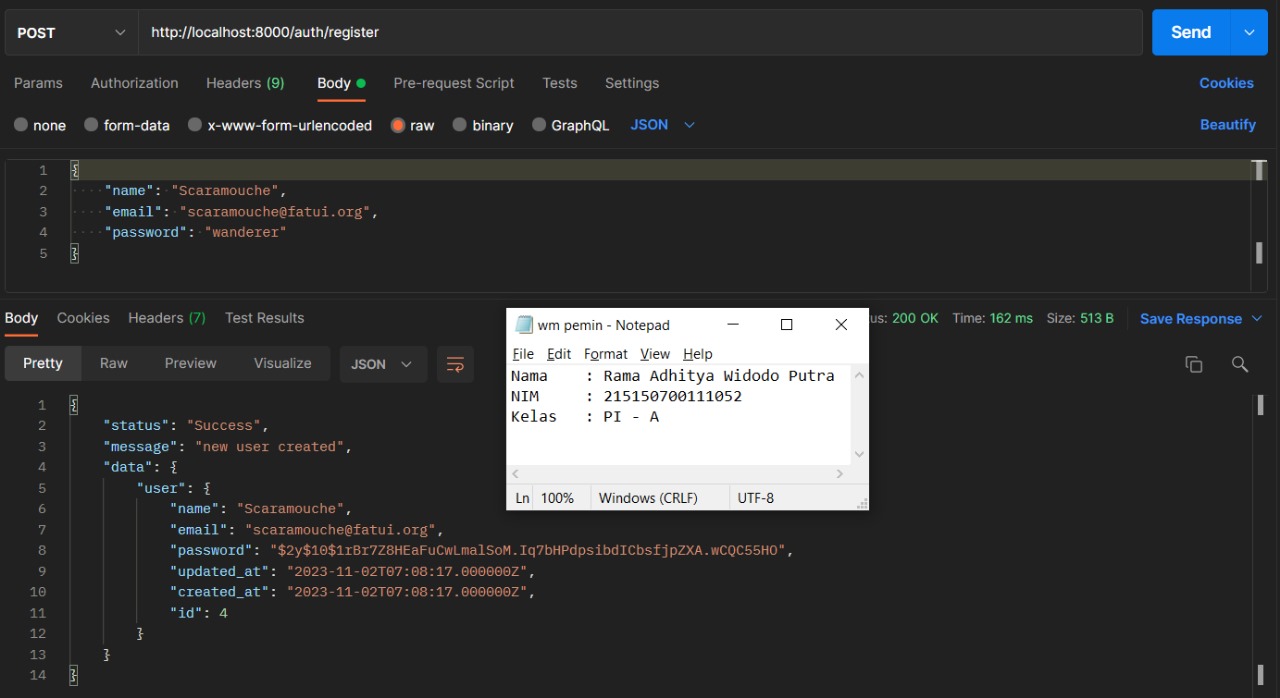 POST http://localhost:8000/auth/register Send
Params Authorization Headers (9) Body Pre-request Script Tests Settings Cookies
none form-data x-www-form-urlencoded raw binary GraphQL JSON Beautify
1 {
2 "name": "Scaramouche",
3 "email": "scaramouche@fatui.org",
4 "password": "wanderer"
5 }
Body Cookies Headers (7) Test Results us: 200 OK Time: 162 ms Size: 513 B Save Response
Pretty Raw Preview Visualize JSON
wm pemin - Notepad
File Edit Format View Help
Nama : Rama Adhitya Widodo Putra
NIM : 215150700111052
Kelas : PI - A
Ln 100% Windows (CRLF) UTF-8
1 {
2 "status": "Success",
3 "message": "new user created",
4 "data": {
5 "user": {
6 "name": "Scaramouche",
7 "email": "scaramouche@fatui.org",
8 "password": "$2y$10$1rBr7Z8HEaFuCwLmalSoM.Iq7bHPdpsibdICbsfjpZXA.wCQC55HO",
9 "updated_at": "2023-11-02T07:08:17.000000Z",
10 "created_at": "2023-11-02T07:08:17.000000Z",
11 "id": 4
12 }
13 }
14 }